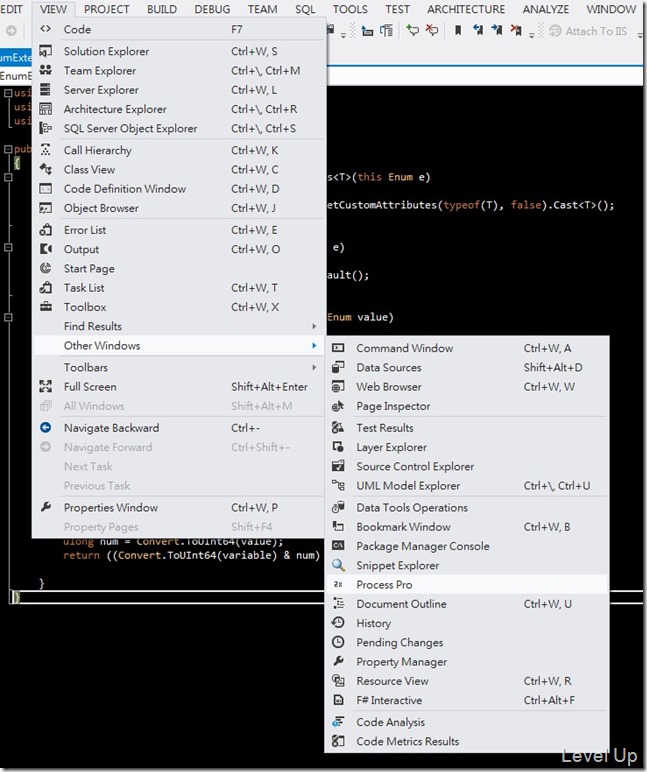 EDIT VIEW PROJECT BUILD DEBUG TEAM SQL TOOLS TEST ARCHITECTURE ANALYZE WINDOW
Attach To IIS
Code F7
Solution Explorer Ctrl+W, S
Team Explorer Ctrl+\, Ctrl+M
Server Explorer Ctrl+W, L
Architecture Explorer Ctrl+\, Ctrl+R
SQL Server Object Explorer Ctrl+\, Ctrl+S
Call Hierarchy Ctrl+W, K
Class View Ctrl+W, C
Code Definition Window Ctrl+W, D
Object Browser Ctrl+W, J
Error List Ctrl+W, E
Output Ctrl+W, O
Start Page
Task List Ctrl+W, T
Toolbox Ctrl+W, X
Find Results
Other Windows
Toolbars
Full Screen Shift+Alt+Enter
All Windows Shift+Alt+M
Navigate Backward Ctrl+-
Navigate Forward Ctrl+Shift+-
Next Task
Previous Task
Properties Window Ctrl+W, P
Property Pages Shift+F4
s<T>(this Enum e)
etCustomAttributes(typeof(T), false).Cast<T>();
e)
ault();
Enum value)
Command Window Ctrl+W, A
Data Sources Shift+Alt+D
Web Browser Ctrl+W, W
Page Inspector
Test Results
Layer Explorer
Source Control Explorer
UML Model Explorer Ctrl+\, Ctrl+U
Data Tools Operations
Bookmark Window Ctrl+W, B
Package Manager Console
Snippet Explorer
Process Pro
Document Outline Ctrl+W, U
History
Pending Changes
Property Manager
Resource View Ctrl+W, R
F# Interactive Ctrl+Alt+F
Code Analysis
Code Metrics Results
ulong num = Convert.ToUInt64(value);
return ((Convert.ToUInt64(variable) & num)
}
}
Level Up